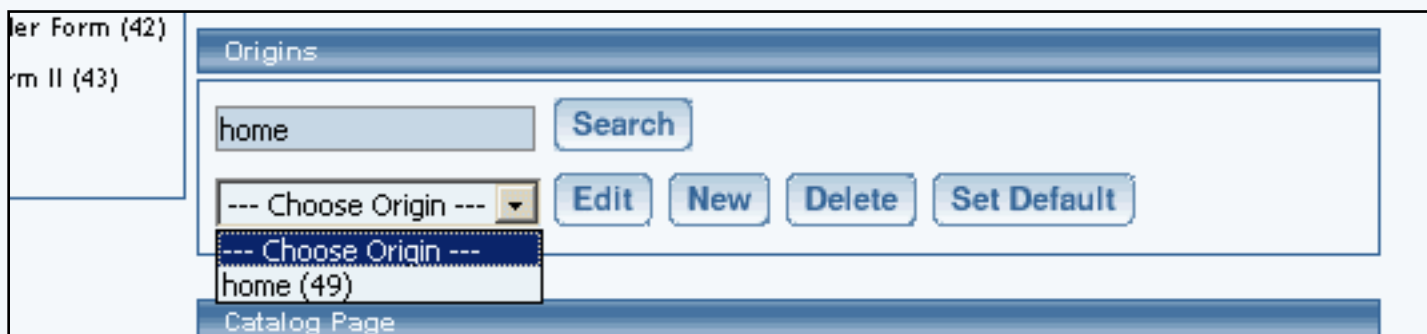 ler Form (42)
rm II (43)
Origins
home
Search
--- Choose Origin ---
Edit
New
Delete
Set Default
--- Choose Origin ---
home (49)
Catalog Page